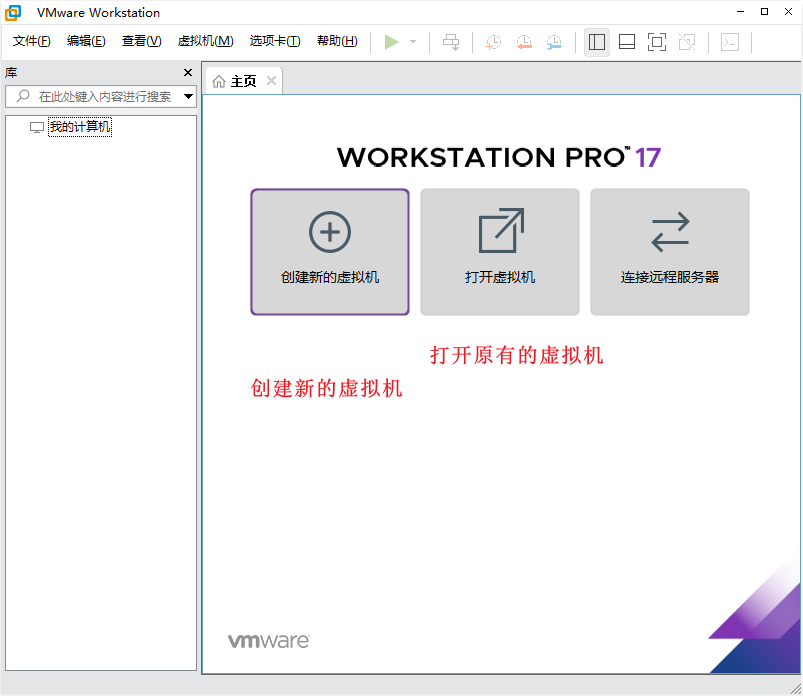 VMware Workstation
文件(F) 编辑(E) 查看(V) 虚拟机(M) 选项卡(T) 帮助(H)
库
主页
在此处键入内容进行搜索
我的计算机
WORKSTATION PRO™ 17
创建新的虚拟机 打开虚拟机 连接远程服务器
打开原有的虚拟机
创建新的虚拟机
vmware